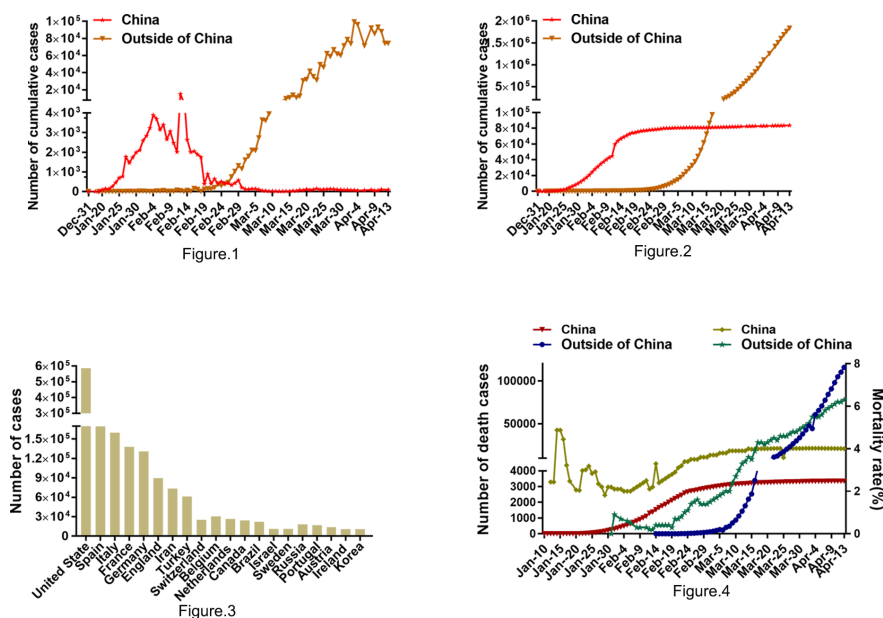 China
Outside of China
Number of cumulative cases
1×10⁵
8×10⁴
6×10⁴
4×10⁴
2×10⁴
4×10³
3×10³
2×10³
1×10³
0
Dec-31
Jan-20
Jan-25
Jan-30
Feb-4
Feb-9
Feb-14
Feb-19
Feb-24
Feb-29
Mar-5
Mar-10
Mar-15
Mar-20
Mar-25
Mar-30
Apr-4
Apr-9
Apr-13
Figure.1
China
Outside of China
Number of cumulative cases
2×10⁶
2×10⁶
1×10⁶
5×10⁵
1×10⁵
8×10⁴
6×10⁴
4×10⁴
2×10⁴
0
Dec-31
Jan-20
Jan-25
Jan-30
Feb-4
Feb-9
Feb-14
Feb-19
Feb-24
Feb-29
Mar-5
Mar-10
Mar-15
Mar-20
Mar-25
Mar-30
Apr-4
Apr-9
Apr-13
Figure.2
Number of cases
6×10⁵
5×10⁵
4×10⁵
3×10⁵
3×10⁵
1.5×10⁵
1.2×10⁵
9×10⁴
6×10⁴
3×10⁴
0
United State
Spain
Italy
France
Germany
England
Iran
Turkey
Switzerland
Belgium
Netherlands
Canada
Brazil
Israel
Sweden
Russia
Portugal
Austria
Ireland
Korea
Figure.3
China
Outside of China
China
Outside of China
Number of death cases
100000
50000
4000
3000
2000
1000
0
Mortality rate(%)
8
6
4
2
0
Jan-10
Jan-15
Jan-20
Jan-25
Jan-30
Feb-4
Feb-9
Feb-14
Feb-19
Feb-24
Feb-29
Mar-5
Mar-10
Mar-15
Mar-20
Mar-25
Mar-30
Apr-4
Apr-9
Apr-13
Figure.4